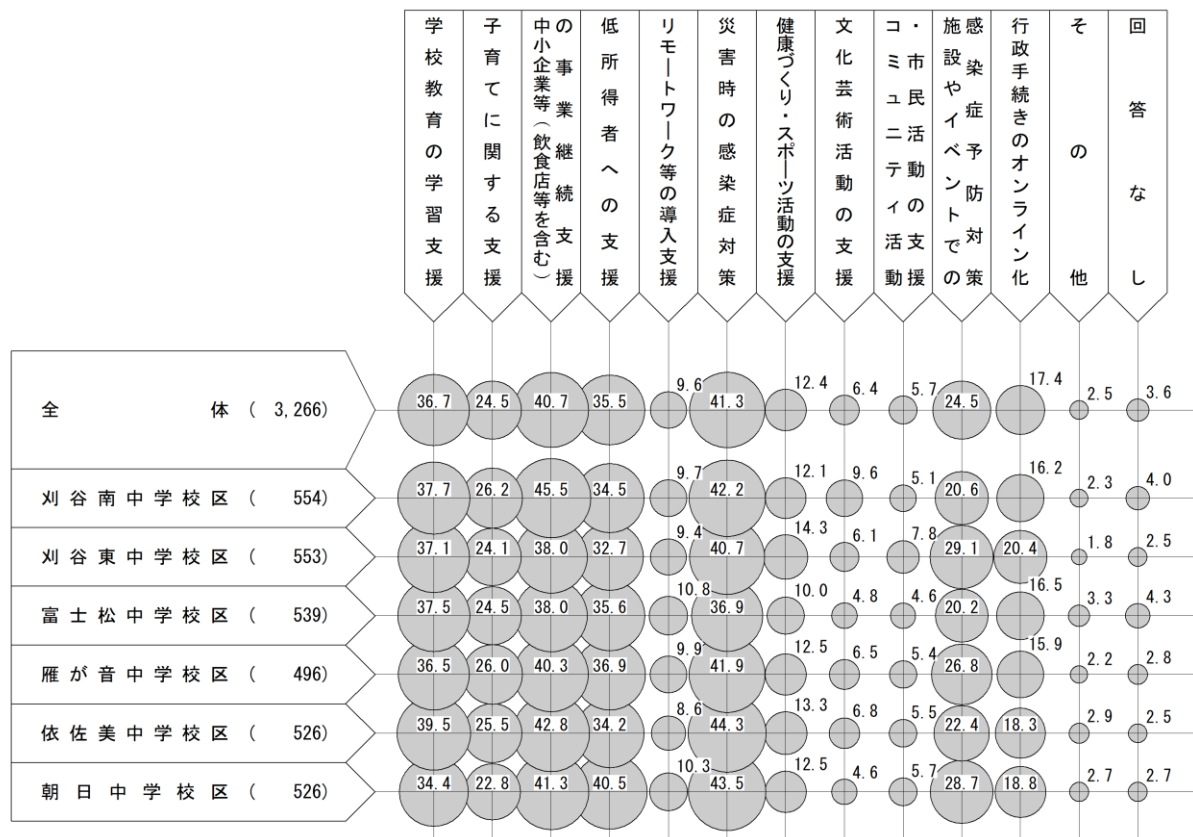 学校教育の学習支援
子育てに関する支援
中小企業等（飲食店等を含む）
の事業継続支援
低所得者への支援
リモートワーク等の導入支援
災害時の感染症対策
健康づくり・スポーツ活動の支援
文化芸術活動の支援
コミュニティ活動
・市民活動の支援
施設やイベントでの
感染症予防対策
行政手続きのオンライン化
その他
回答なし
全体 ( 3,266) 36.7 24.5 40.7 35.5 9.6 41.3 12.4 6.4 5.7 24.5 17.4 2.5 3.6
刈谷南中学校区 ( 554) 37.7 26.2 45.5 34.5 9.7 42.2 12.1 9.6 5.1 20.6 16.2 2.3 4.0
刈谷東中学校区 ( 553) 37.1 24.1 38.0 32.7 9.4 40.7 14.3 6.1 7.8 29.1 20.4 1.8 2.5
富士松中学校区 ( 539) 37.5 24.5 38.0 35.6 10.8 36.9 10.0 4.8 4.6 20.2 16.5 3.3 4.3
雁が音中学校区 ( 496) 36.5 26.0 40.3 36.9 9.9 41.9 12.5 6.5 5.4 26.8 15.9 2.2 2.8
依佐美中学校区 ( 526) 39.5 25.5 42.8 34.2 8.6 44.3 13.3 6.8 5.5 22.4 18.3 2.9 2.5
朝日中学校区 ( 526) 34.4 22.8 41.3 40.5 10.3 43.5 12.5 4.6 5.7 28.7 18.8 2.7 2.7